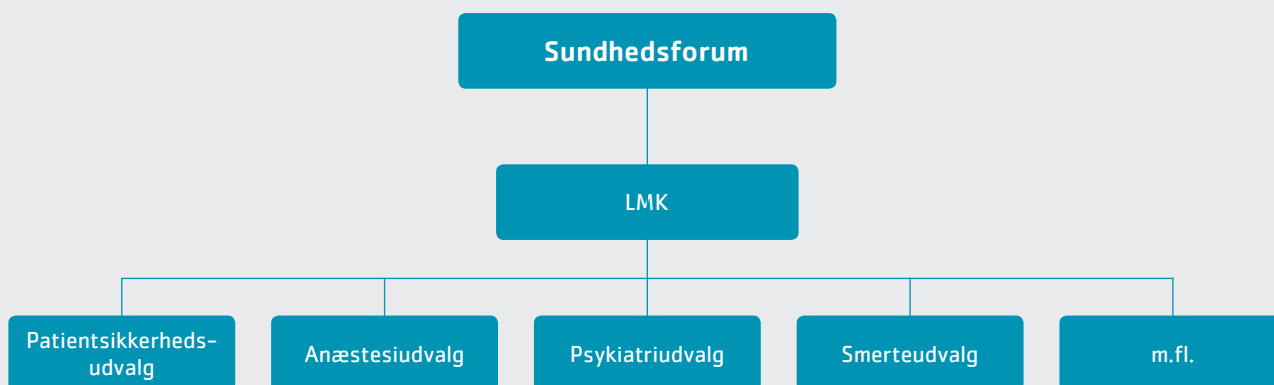 Sundhedsforum
LMK
Patientsikkerheds-
udvalg
Anæstesiudvalg
Psykiatriudvalg
Smerteudvalg
m.fl.